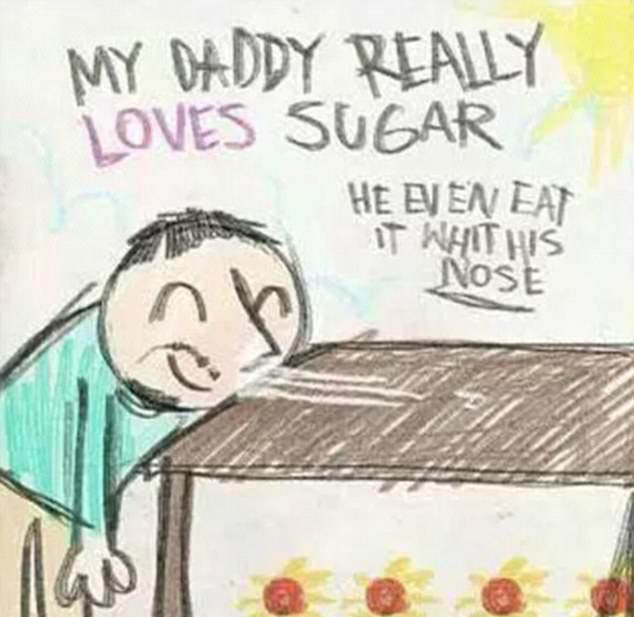 MY DADDY REALLY
LOVES SUGAR
HE EVEN EAT
IT WHIT HIS
NOSE